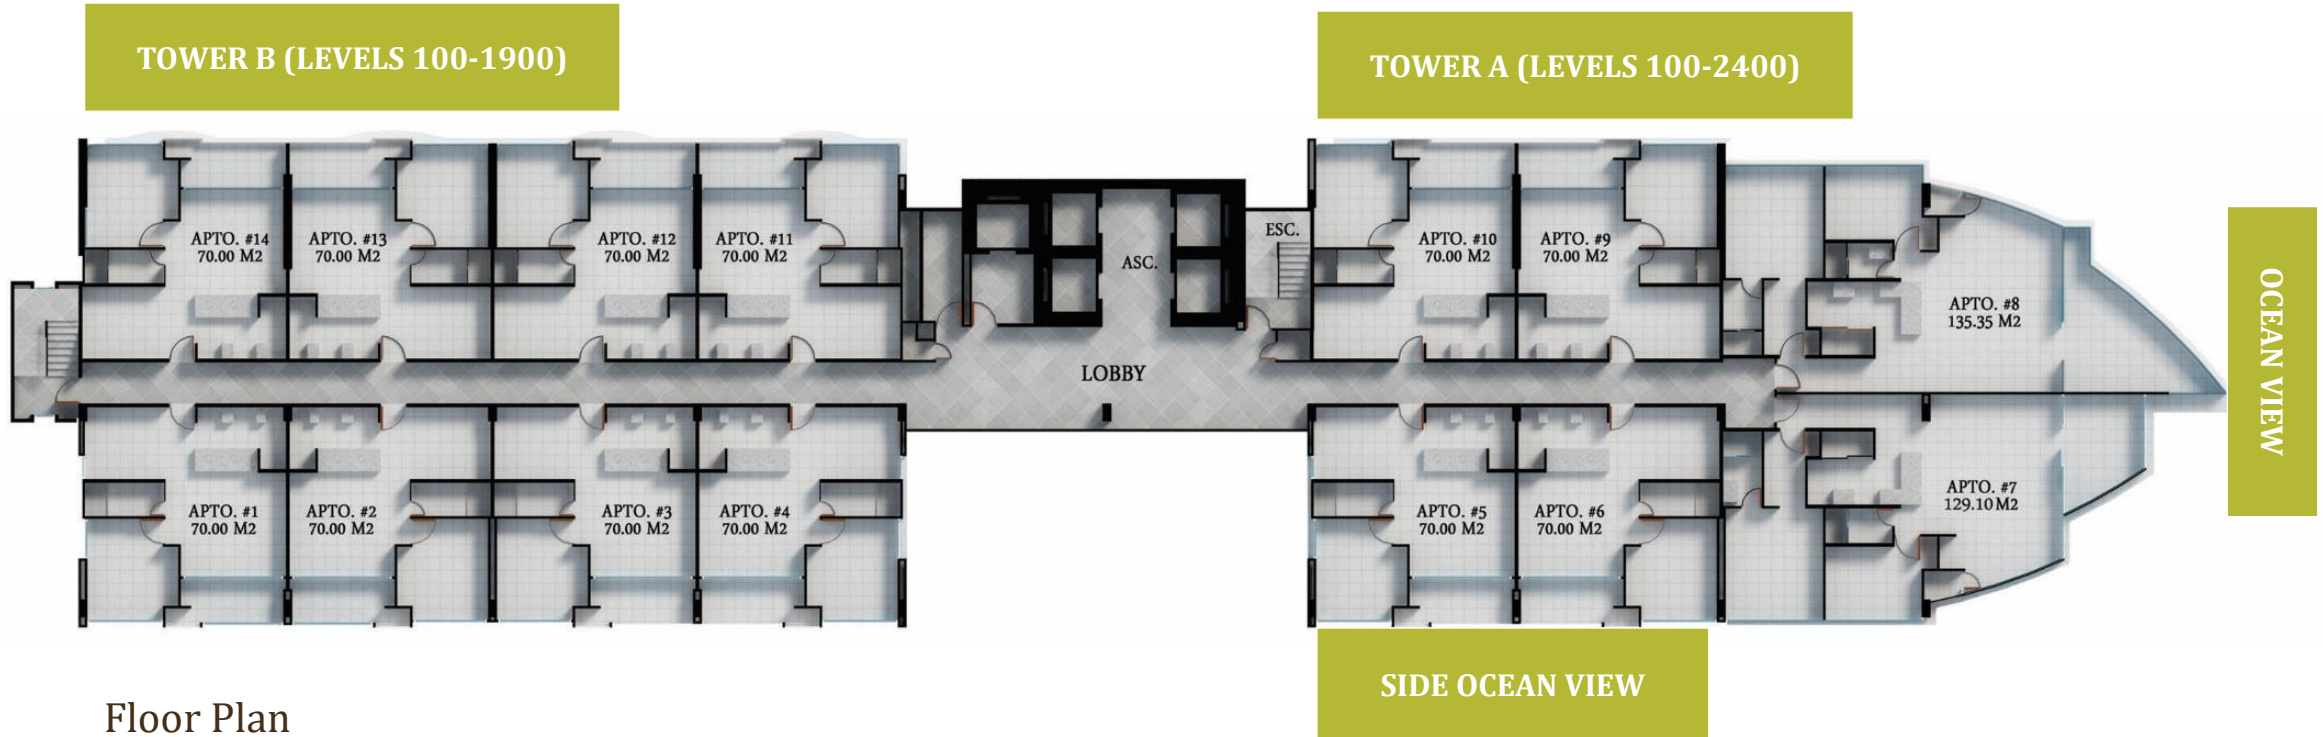 TOWER B (LEVELS 100-1900)
TOWER A (LEVELS 100-2400)
APTO. #14
70.00 M2
APTO. #13
70.00 M2
APTO. #12
70.00 M2
APTO. #11
70.00 M2
ASC.
ESC.
APTO. #10
70.00 M2
APTO. #9
70.00 M2
APTO. #8
135.35 M2
OCEAN VIEW
LOBBY
APTO. #1
70.00 M2
APTO. #2
70.00 M2
APTO. #3
70.00 M2
APTO. #4
70.00 M2
APTO. #5
70.00 M2
APTO. #6
70.00 M2
APTO. #7
129.10 M2
SIDE OCEAN VIEW
Floor Plan